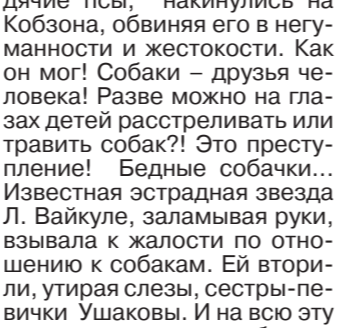 дячие псы, накинулись на
Кобзона, обвиняя его в негу-
манности и жестокости. Как
он мог! Собаки – друзья че-
ловека! Разве можно на гла-
зах детей расстреливать или
травить собак?! Это престу-
пление! Бедные собачки...
Известная эстрадная звезда
Л. Вайкуле, заламывая руки,
взывала к жалости по отно-
шению к собакам. Ей втори-
ли, утирая слезы, сестры-пе-
вички Ушаковы. И на всю эту